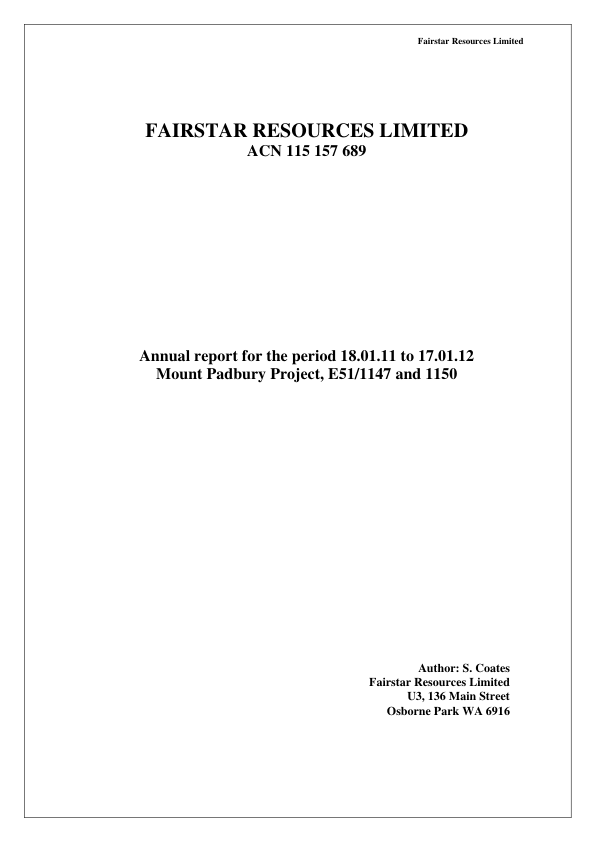 Fairstar Resources Limited
FAIRSTAR RESOURCES LIMITED
ACN 115 157 689
Annual report for the period 18.01.11 to 17.01.12
Mount Padbury Project, E51/1147 and 1150
Author: S. Coates
Fairstar Resources Limited
U3, 136 Main Street
Osborne Park WA 6916